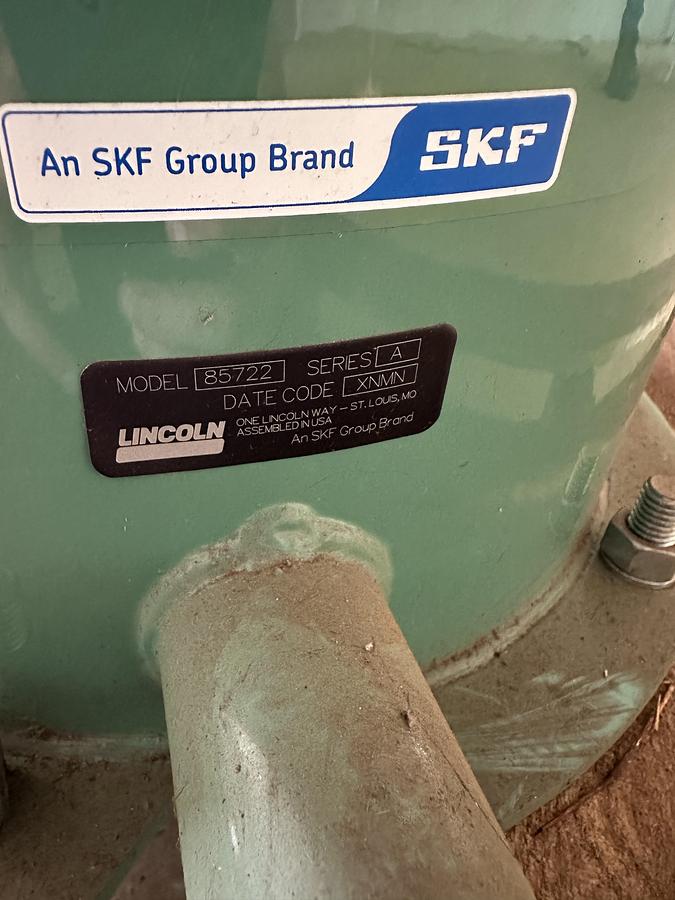 An SKF Group Brand SKF
MODEL 85722 SERIES A
DATE CODE XNMN
LINCOLN
ONE LINCOLN WAY – ST. LOUIS, MO
ASSEMBLED IN USA
An SKF Group Brand